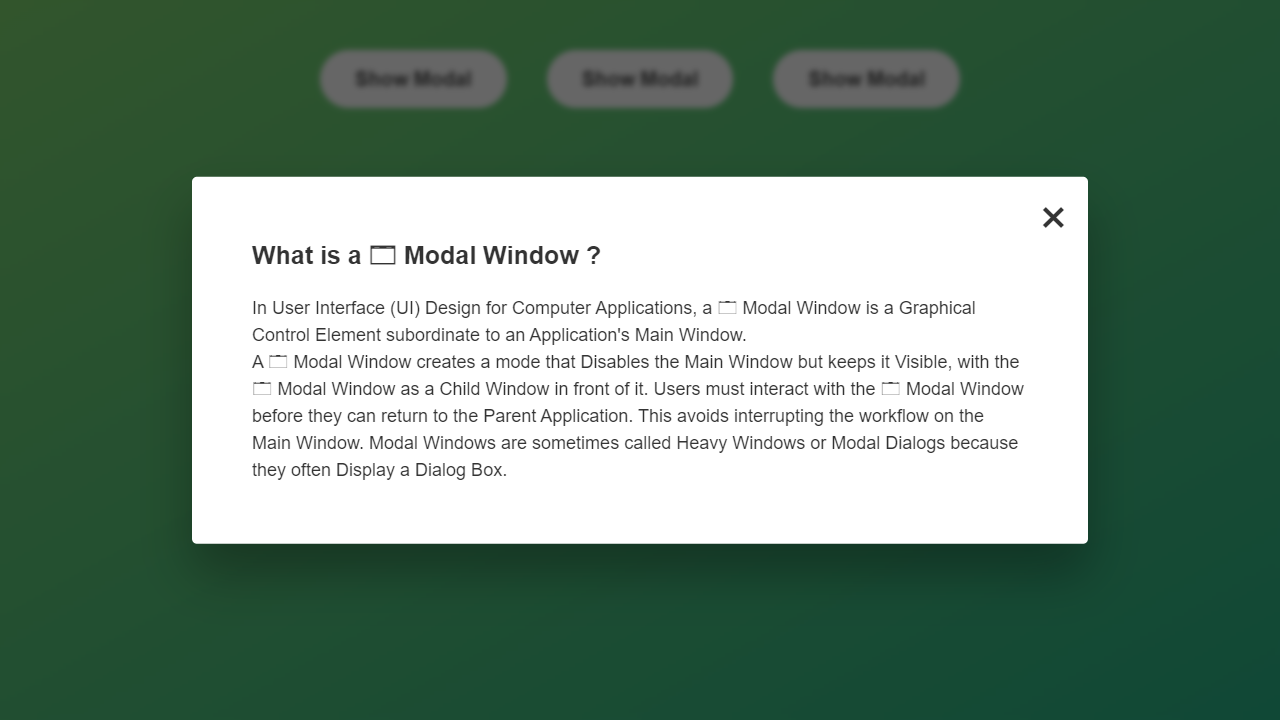 Show Modal Show Modal Show Modal
×
What is a 🗔 Modal Window ?
In User Interface (UI) Design for Computer Applications, a 🗔 Modal Window is a Graphical
Control Element subordinate to an Application's Main Window.
A 🗔 Modal Window creates a mode that Disables the Main Window but keeps it Visible, with the
🗔 Modal Window as a Child Window in front of it. Users must interact with the 🗔 Modal Window
before they can return to the Parent Application. This avoids interrupting the workflow on the
Main Window. Modal Windows are sometimes called Heavy Windows or Modal Dialogs because
they often Display a Dialog Box.